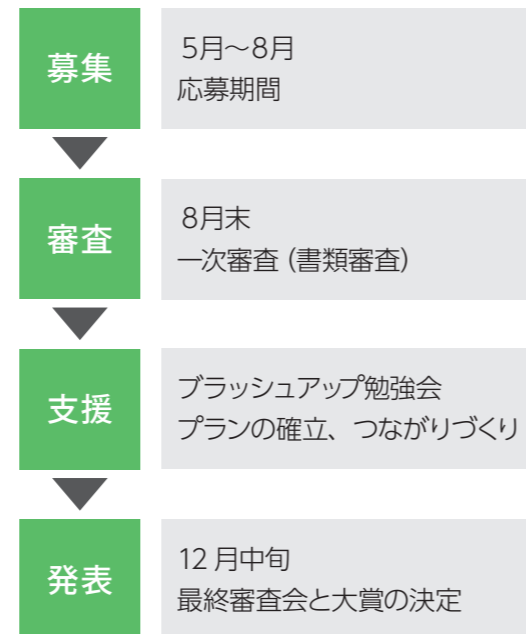 募集
5月〜8月
応募期間
審査
8月末
一次審査（書類審査）
支援
ブラッシュアップ勉強会
プランの確立、つながりづくり
発表
12月中旬
最終審査会と大賞の決定